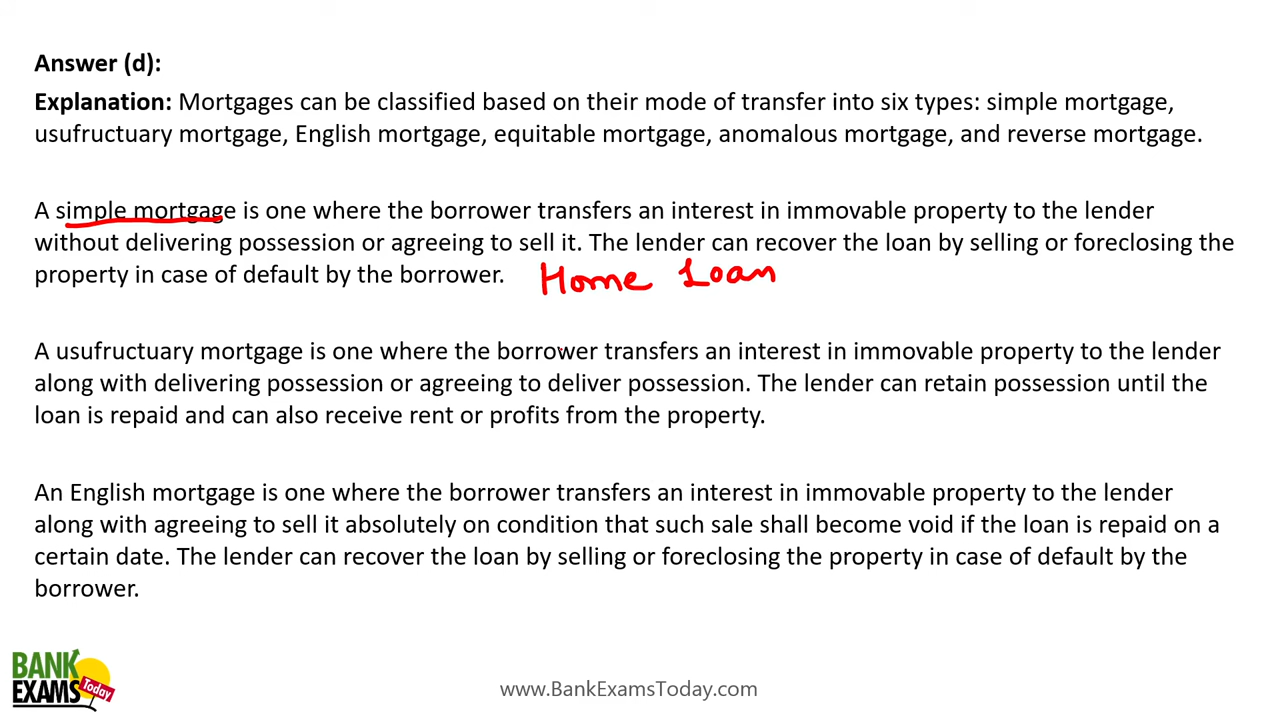 Answer (d):
Explanation: Mortgages can be classified based on their mode of transfer into six types: simple mortgage,
usufructuary mortgage, English mortgage, equitable mortgage, anomalous mortgage, and reverse mortgage.
A simple mortgage is one where the borrower transfers an interest in immovable property to the lender
without delivering possession or agreeing to sell it. The lender can recover the loan by selling or foreclosing the
property in case of default by the borrower. Home Loan
A usufructuary mortgage is one where the borrower transfers an interest in immovable property to the lender
along with delivering possession or agreeing to deliver possession. The lender can retain possession until the
loan is repaid and can also receive rent or profits from the property.
An English mortgage is one where the borrower transfers an interest in immovable property to the lender
along with agreeing to sell it absolutely on condition that such sale shall become void if the loan is repaid on a
certain date. The lender can recover the loan by selling or foreclosing the property in case of default by the
borrower.
BANK
EXAMS Today
www.BankExamsToday.com